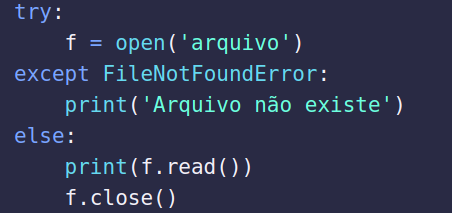 try:
    f = open('arquivo')
except FileNotFoundError:
    print('Arquivo não existe')
else:
    print(f.read())
    f.close()